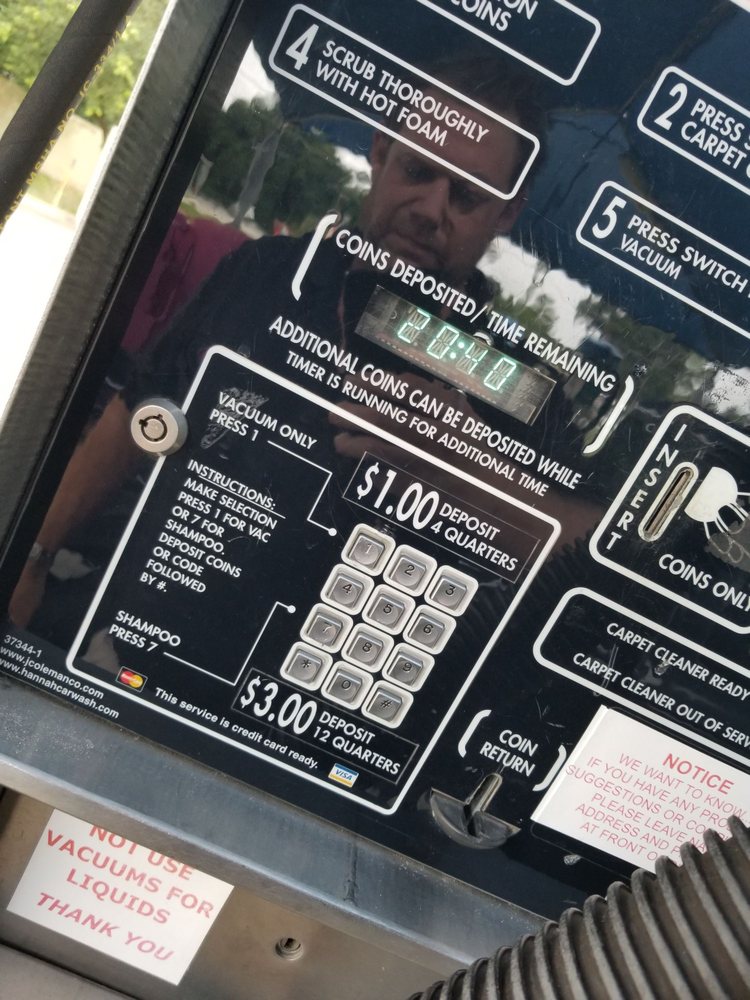 ON
COINS
4 SCRUB THOROUGHLY
WITH HOT FOAM
2 PRESS
CARPET
5 PRESS SWITCH
VACUUM
COINS DEPOSITED / TIME REMAINING
20:40
ADDITIONAL COINS CAN BE DEPOSITED WHILE
TIMER IS RUNNING FOR ADDITIONAL TIME
VACUUM ONLY
PRESS 1
INSTRUCTIONS:
MAKE SELECTION
PRESS 1 FOR VAC
OR 7 FOR
SHAMPOO.
DEPOSIT COINS
OR CODE
FOLLOWED
BY #.
SHAMPOO
PRESS 7
$1.00 DEPOSIT
4 QUARTERS
1 2 3
4 5 6
7 8 9
* 0 #
$3.00 DEPOSIT
12 QUARTERS
This service is credit card ready.
MasterCard
VISA
37344-1
www.jcolemanco.com
www.hannahcarwash.com
INSERT
COINS ONLY
CARPET CLEANER READY
CARPET CLEANER OUT OF SERV
COIN
RETURN
NOTICE
WE WANT TO KNOW
IF YOU HAVE ANY PRO
SUGGESTIONS OR CO
PLEASE LEAVE
ADDRESS AND P
AT FRONT O
NOT USE
VACUUMS FOR
LIQUIDS
THANK YOU